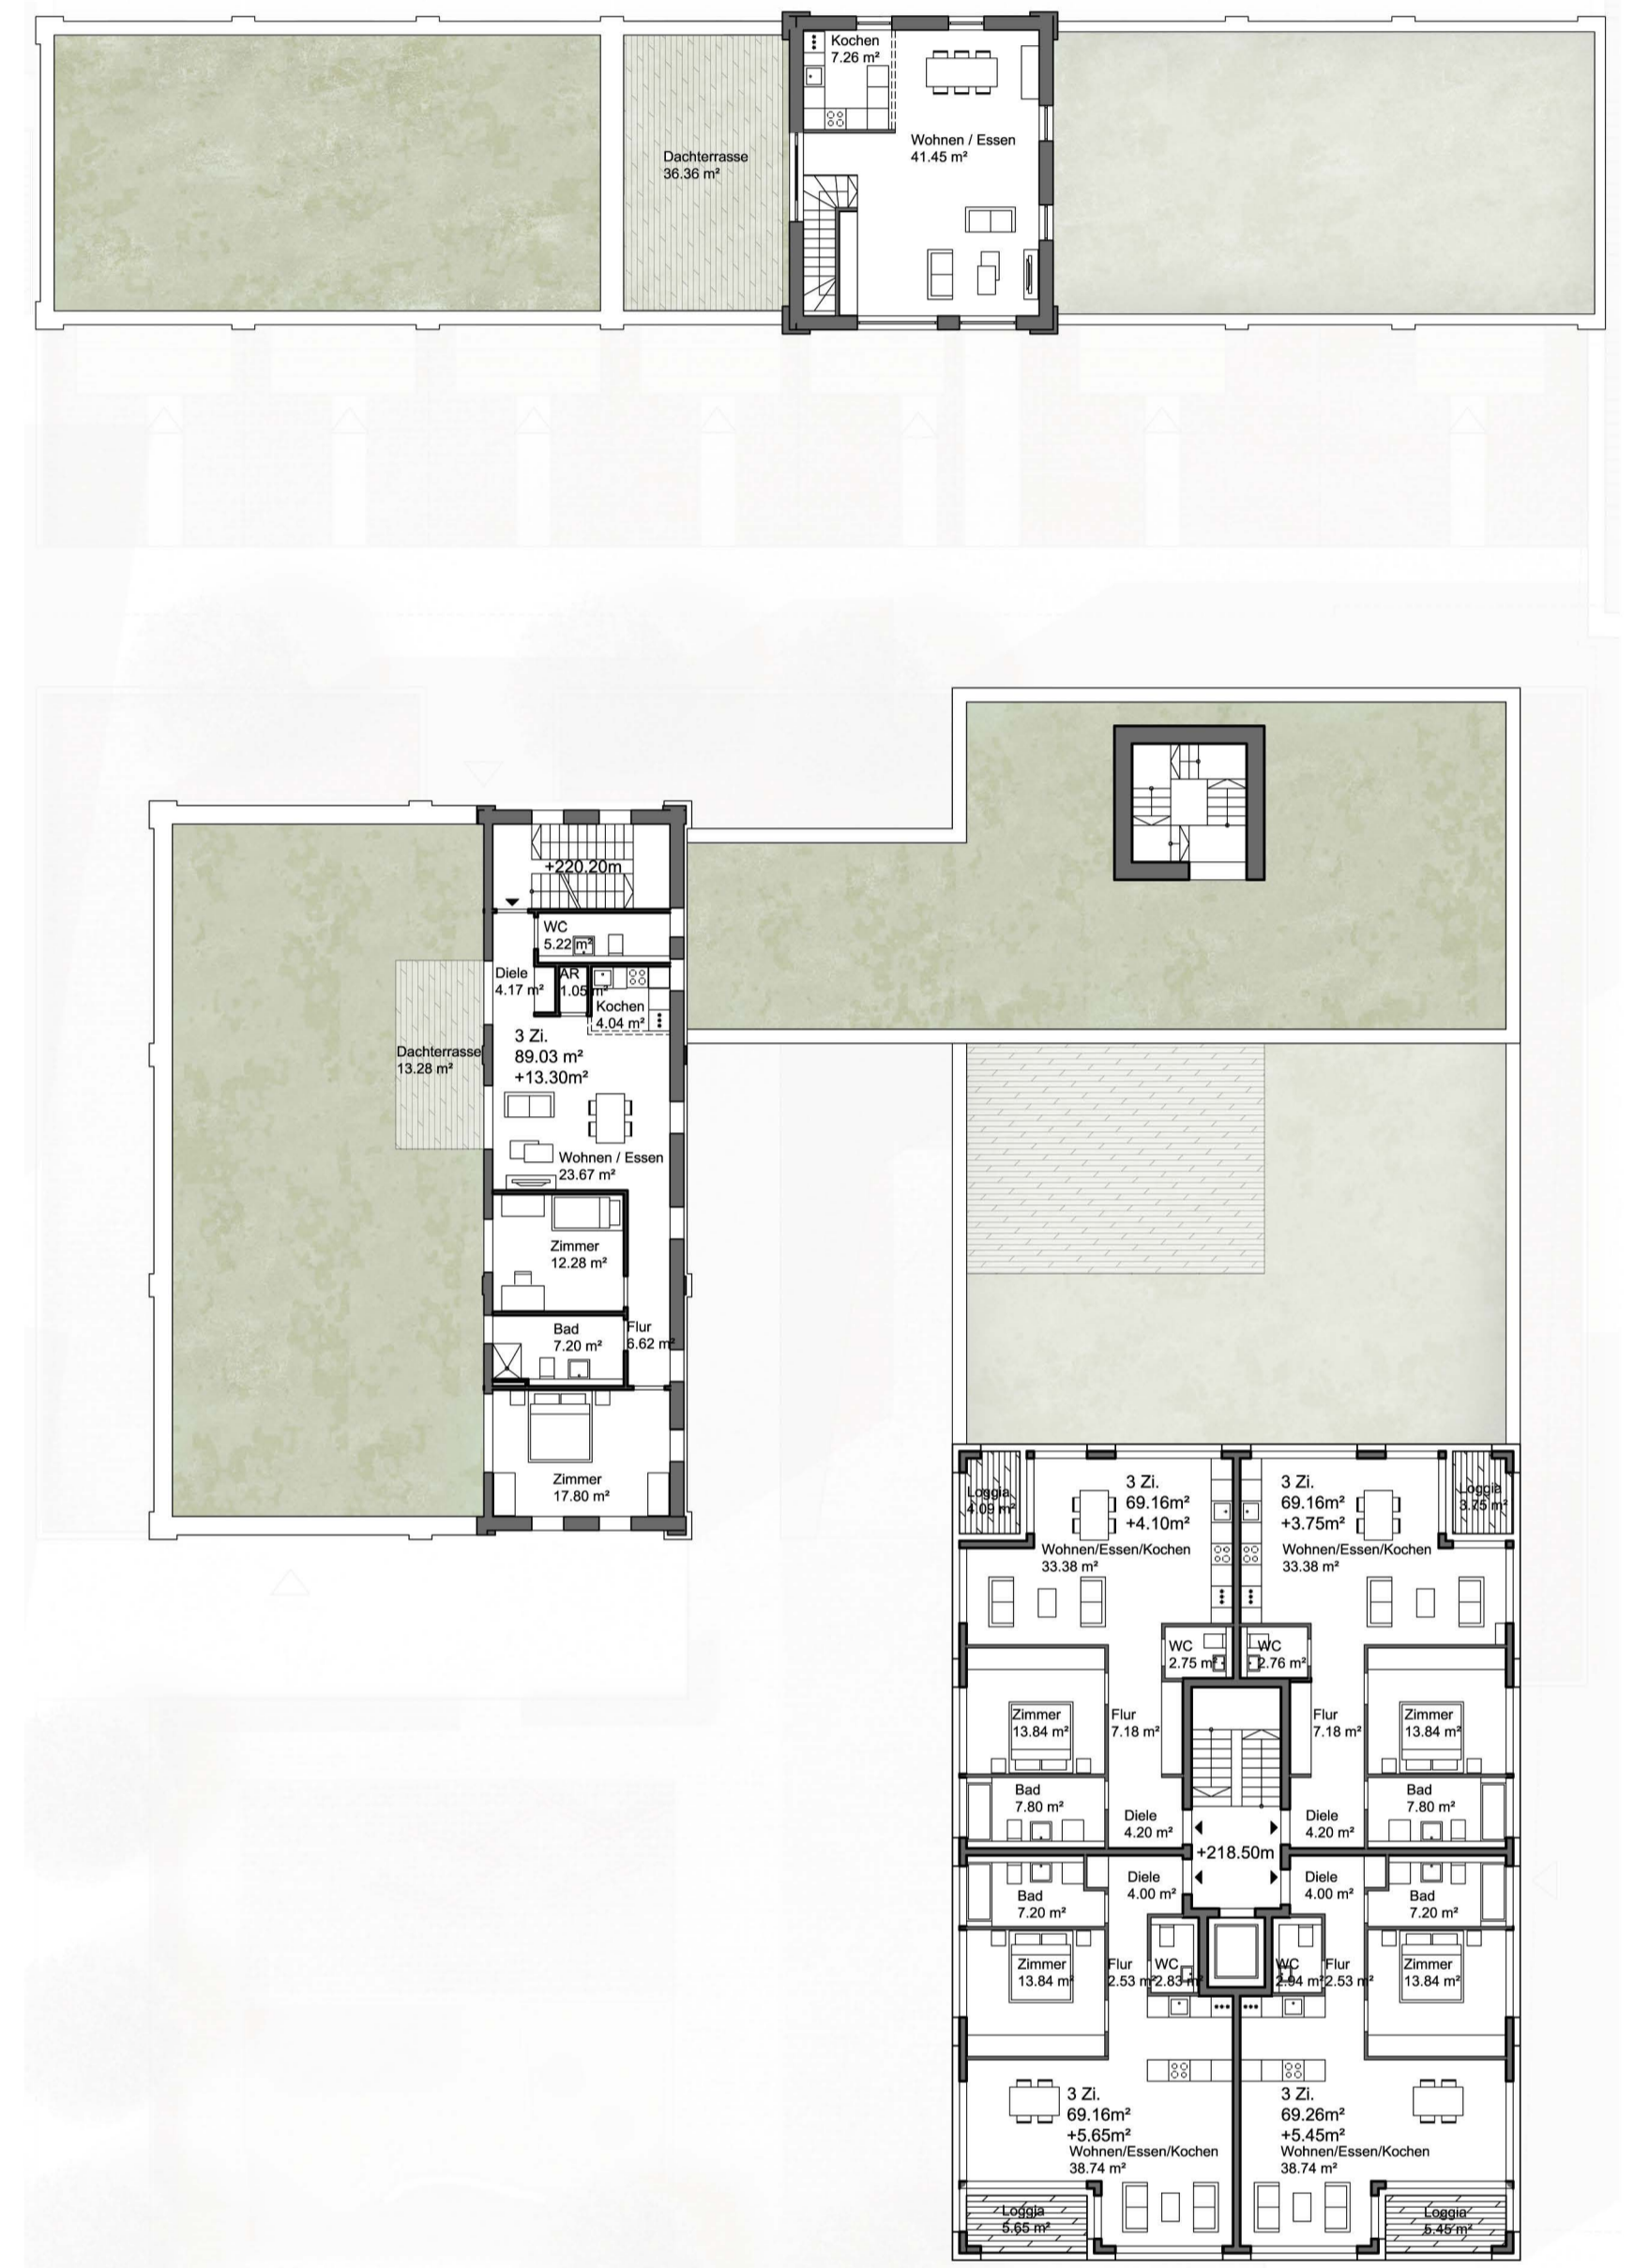 Kochen
7.26 m²
Wohnen / Essen
41.45 m²
Dachterrasse
36.36 m²
+220.20m
WC
5.22 m²
Diele
4.17 m²
AR
1.05 m²
Kochen
4.04 m²
3 Zi.
89.03 m²
+13.30m²
Dachterrasse
13.28 m²
Wohnen / Essen
23.67 m²
Zimmer
12.28 m²
Bad
7.20 m²
Flur
6.62 m²
Zimmer
17.80 m²
Loggia
4.09 m²
3 Zi.
69.16m²
+4.10m²
Wohnen/Essen/Kochen
33.38 m²
3 Zi.
69.16m²
+3.75m²
Wohnen/Essen/Kochen
33.38 m²
Loggia
3.75 m²
WC
2.75 m²
WC
2.76 m²
Zimmer
13.84 m²
Flur
7.18 m²
Flur
7.18 m²
Zimmer
13.84 m²
Bad
7.80 m²
Diele
4.20 m²
Diele
4.20 m²
Bad
7.80 m²
+218.50m
Bad
7.20 m²
Diele
4.00 m²
Diele
4.00 m²
Bad
7.20 m²
Zimmer
13.84 m²
Flur
2.53 m²
WC
2.83 m²
WC
2.94 m²
Flur
2.53 m²
Zimmer
13.84 m²
3 Zi.
69.16m²
+5.65m²
Wohnen/Essen/Kochen
38.74 m²
3 Zi.
69.26m²
+5.45m²
Wohnen/Essen/Kochen
38.74 m²
Loggia
5.65 m²
Loggia
5.45 m²